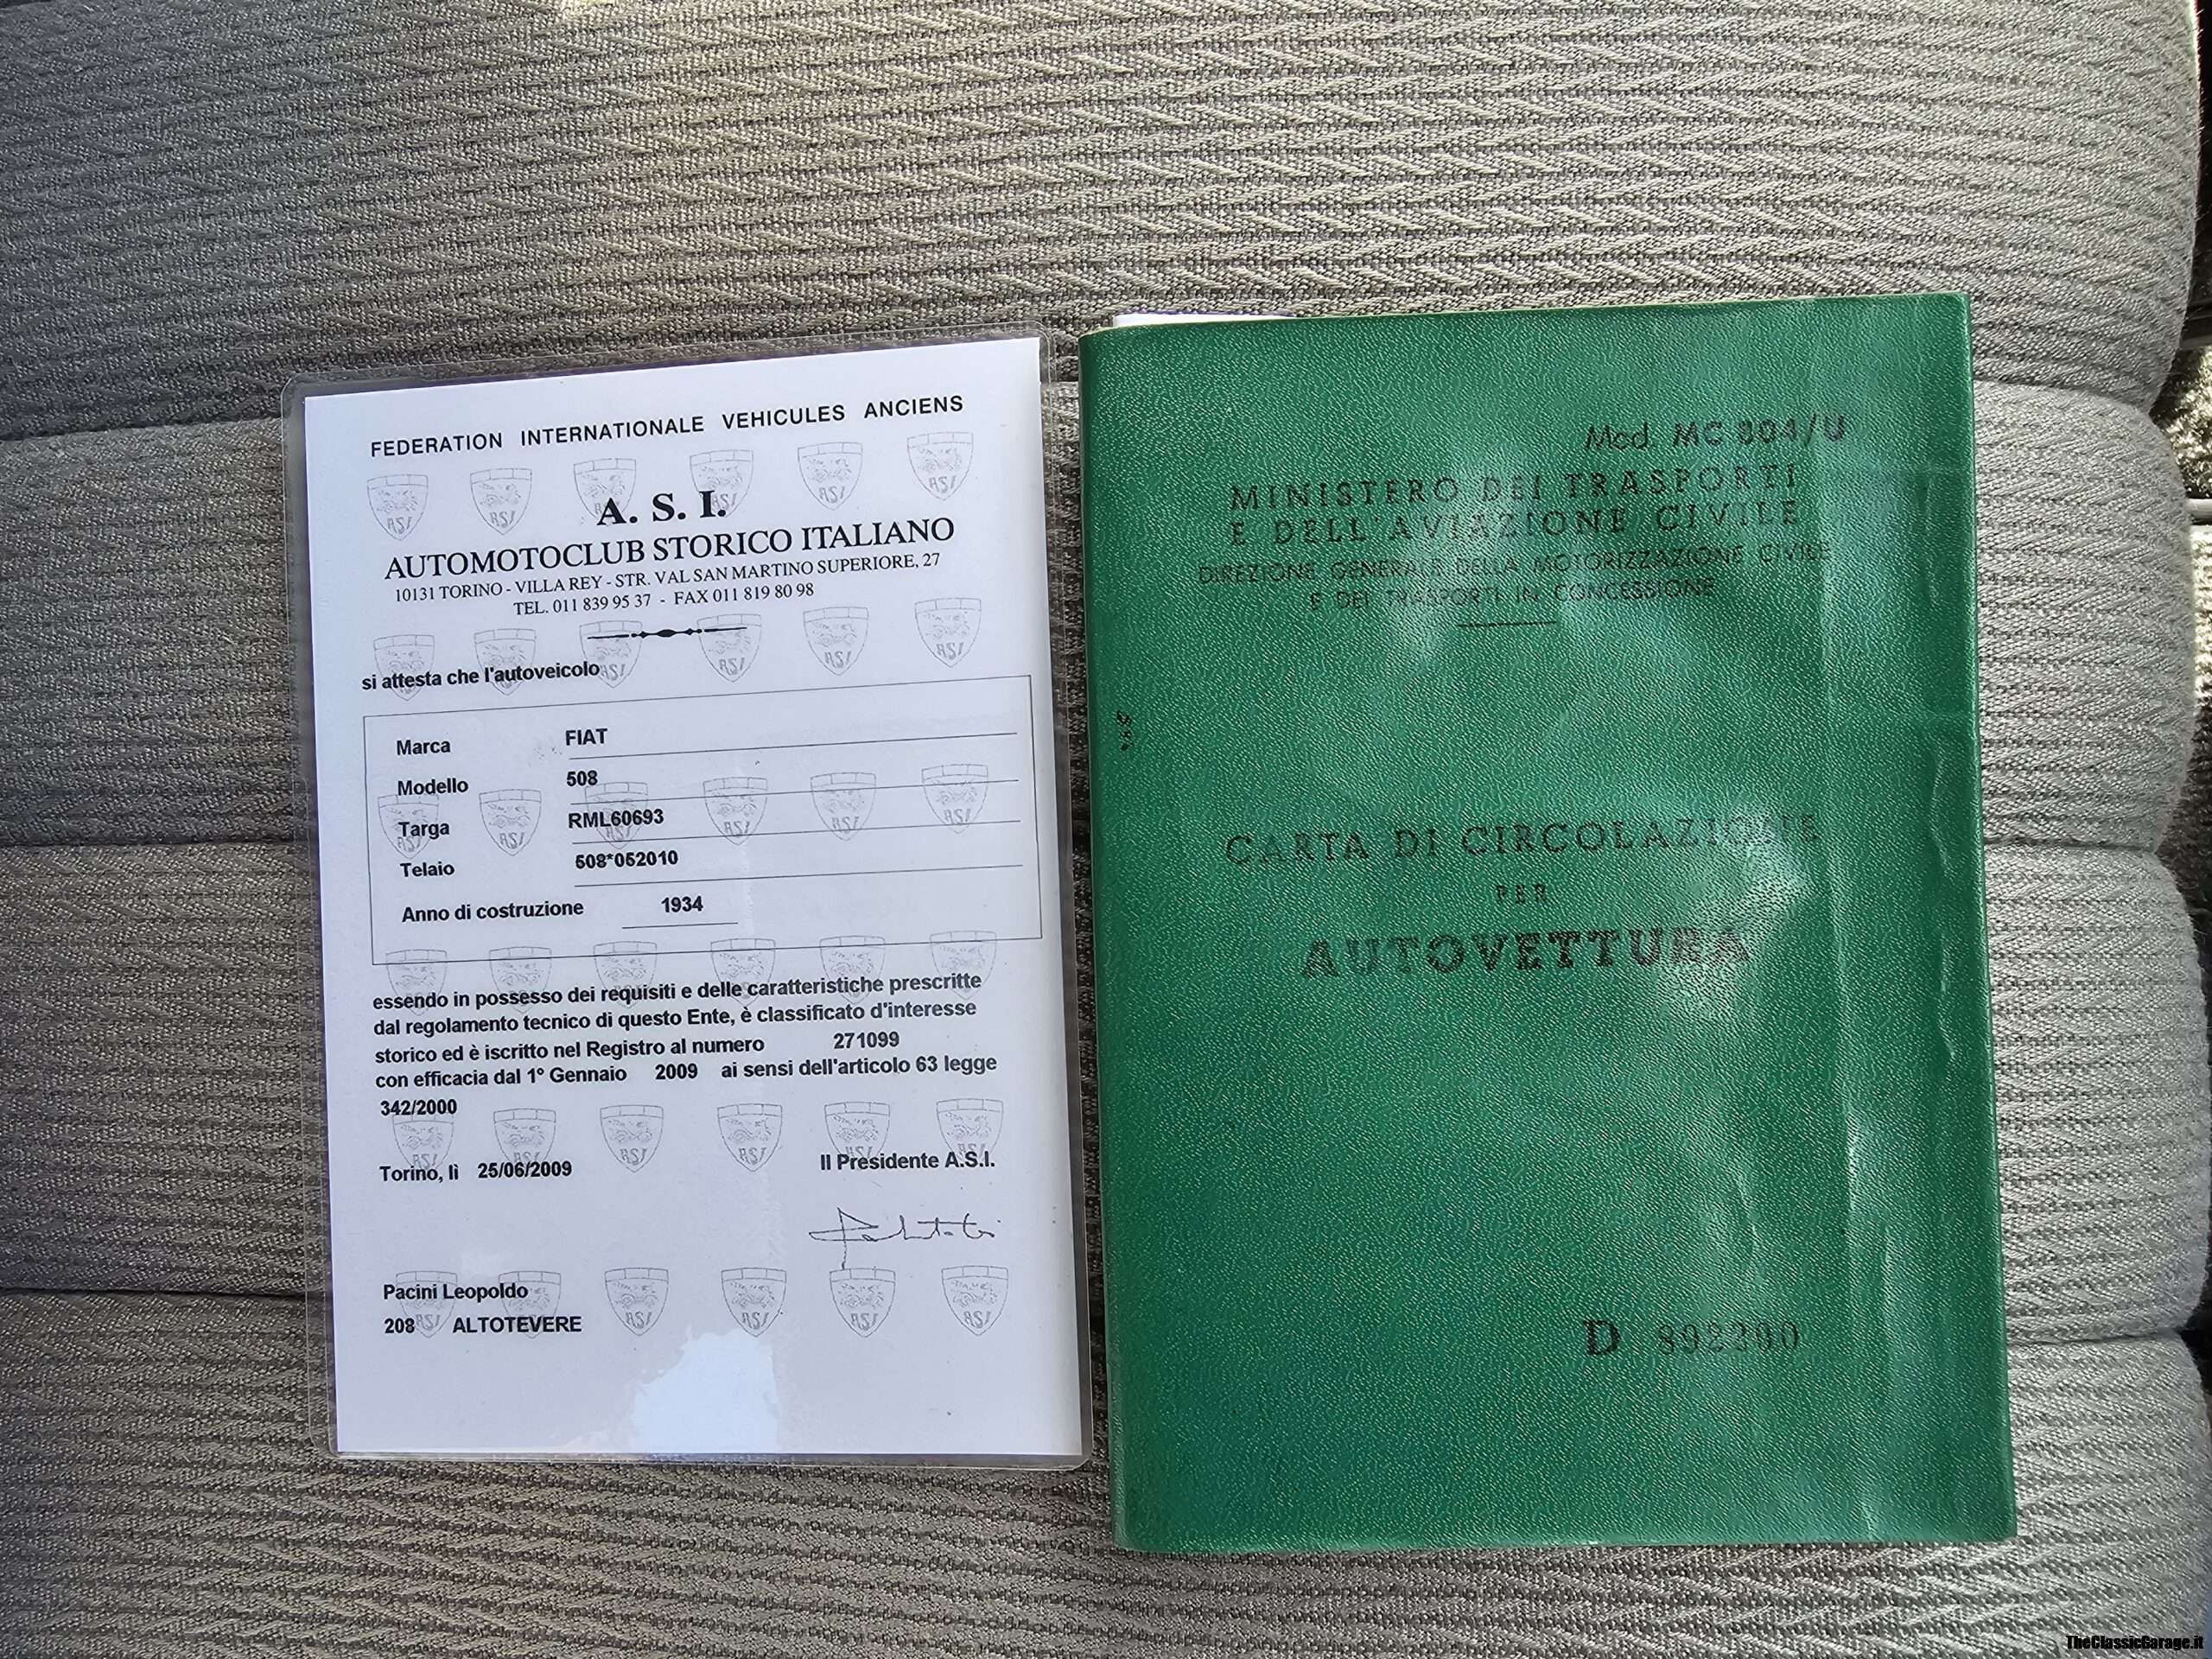 FEDERATION INTERNATIONALE VEHICULES ANCIENS
A. S. I.
AUTOMOTOCLUB STORICO ITALIANO
10131 TORINO - VILLA REY - STR. VAL SAN MARTINO SUPERIORE, 27
TEL. 011 839 95 37 - FAX 011 819 80 98
si attesta che l'autoveicolo
Marca FIAT
Modello 508
Targa RML60693
Telaio 508*052010
Anno di costruzione 1934
essendo in possesso dei requisiti e delle caratteristiche prescritte
dal regolamento tecnico di questo Ente, è classificato d'interesse
storico ed è iscritto nel Registro al numero 271099
con efficacia dal 1° Gennaio 2009 ai sensi dell'articolo 63 legge
342/2000
Torino, lì 25/06/2009
Il Presidente A.S.I.
Pacini Leopoldo
208 ALTOTEVERE
Mod. MC 804/U
MINISTERO DEI TRASPORTI
E DELL'AVIAZIONE CIVILE
DIREZIONE GENERALE DELLA MOTORIZZAZIONE CIVILE
E DEI TRASPORTI IN CONCESSIONE
CARTA DI CIRCOLAZIONE
PER
AUTOVETTURA
D
TheClassicGarage.it